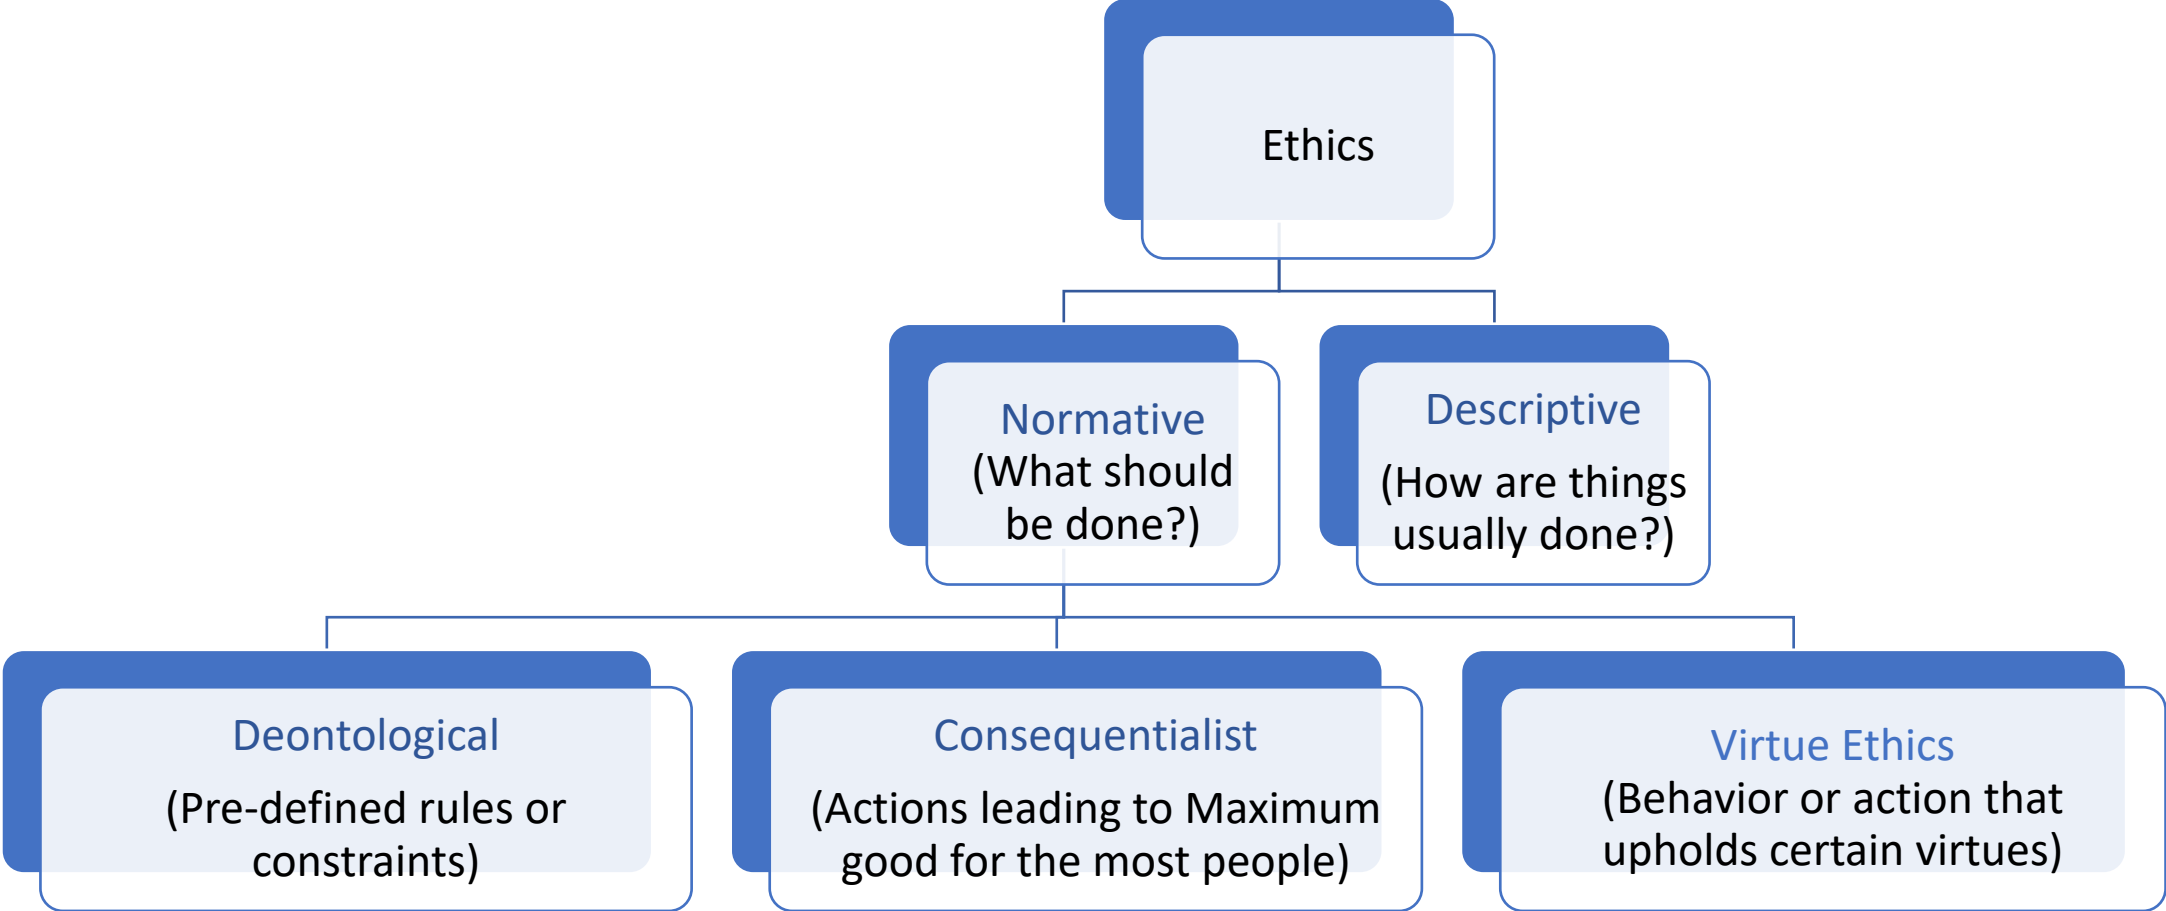 Ethics
Normative
(What should
be done?)
Descriptive
(How are things
usually done?)
Deontological
(Pre-defined rules or
constraints)
Consequentialist
(Actions leading to Maximum
good for the most people)
Virtue Ethics
(Behavior or action that
upholds certain virtues)